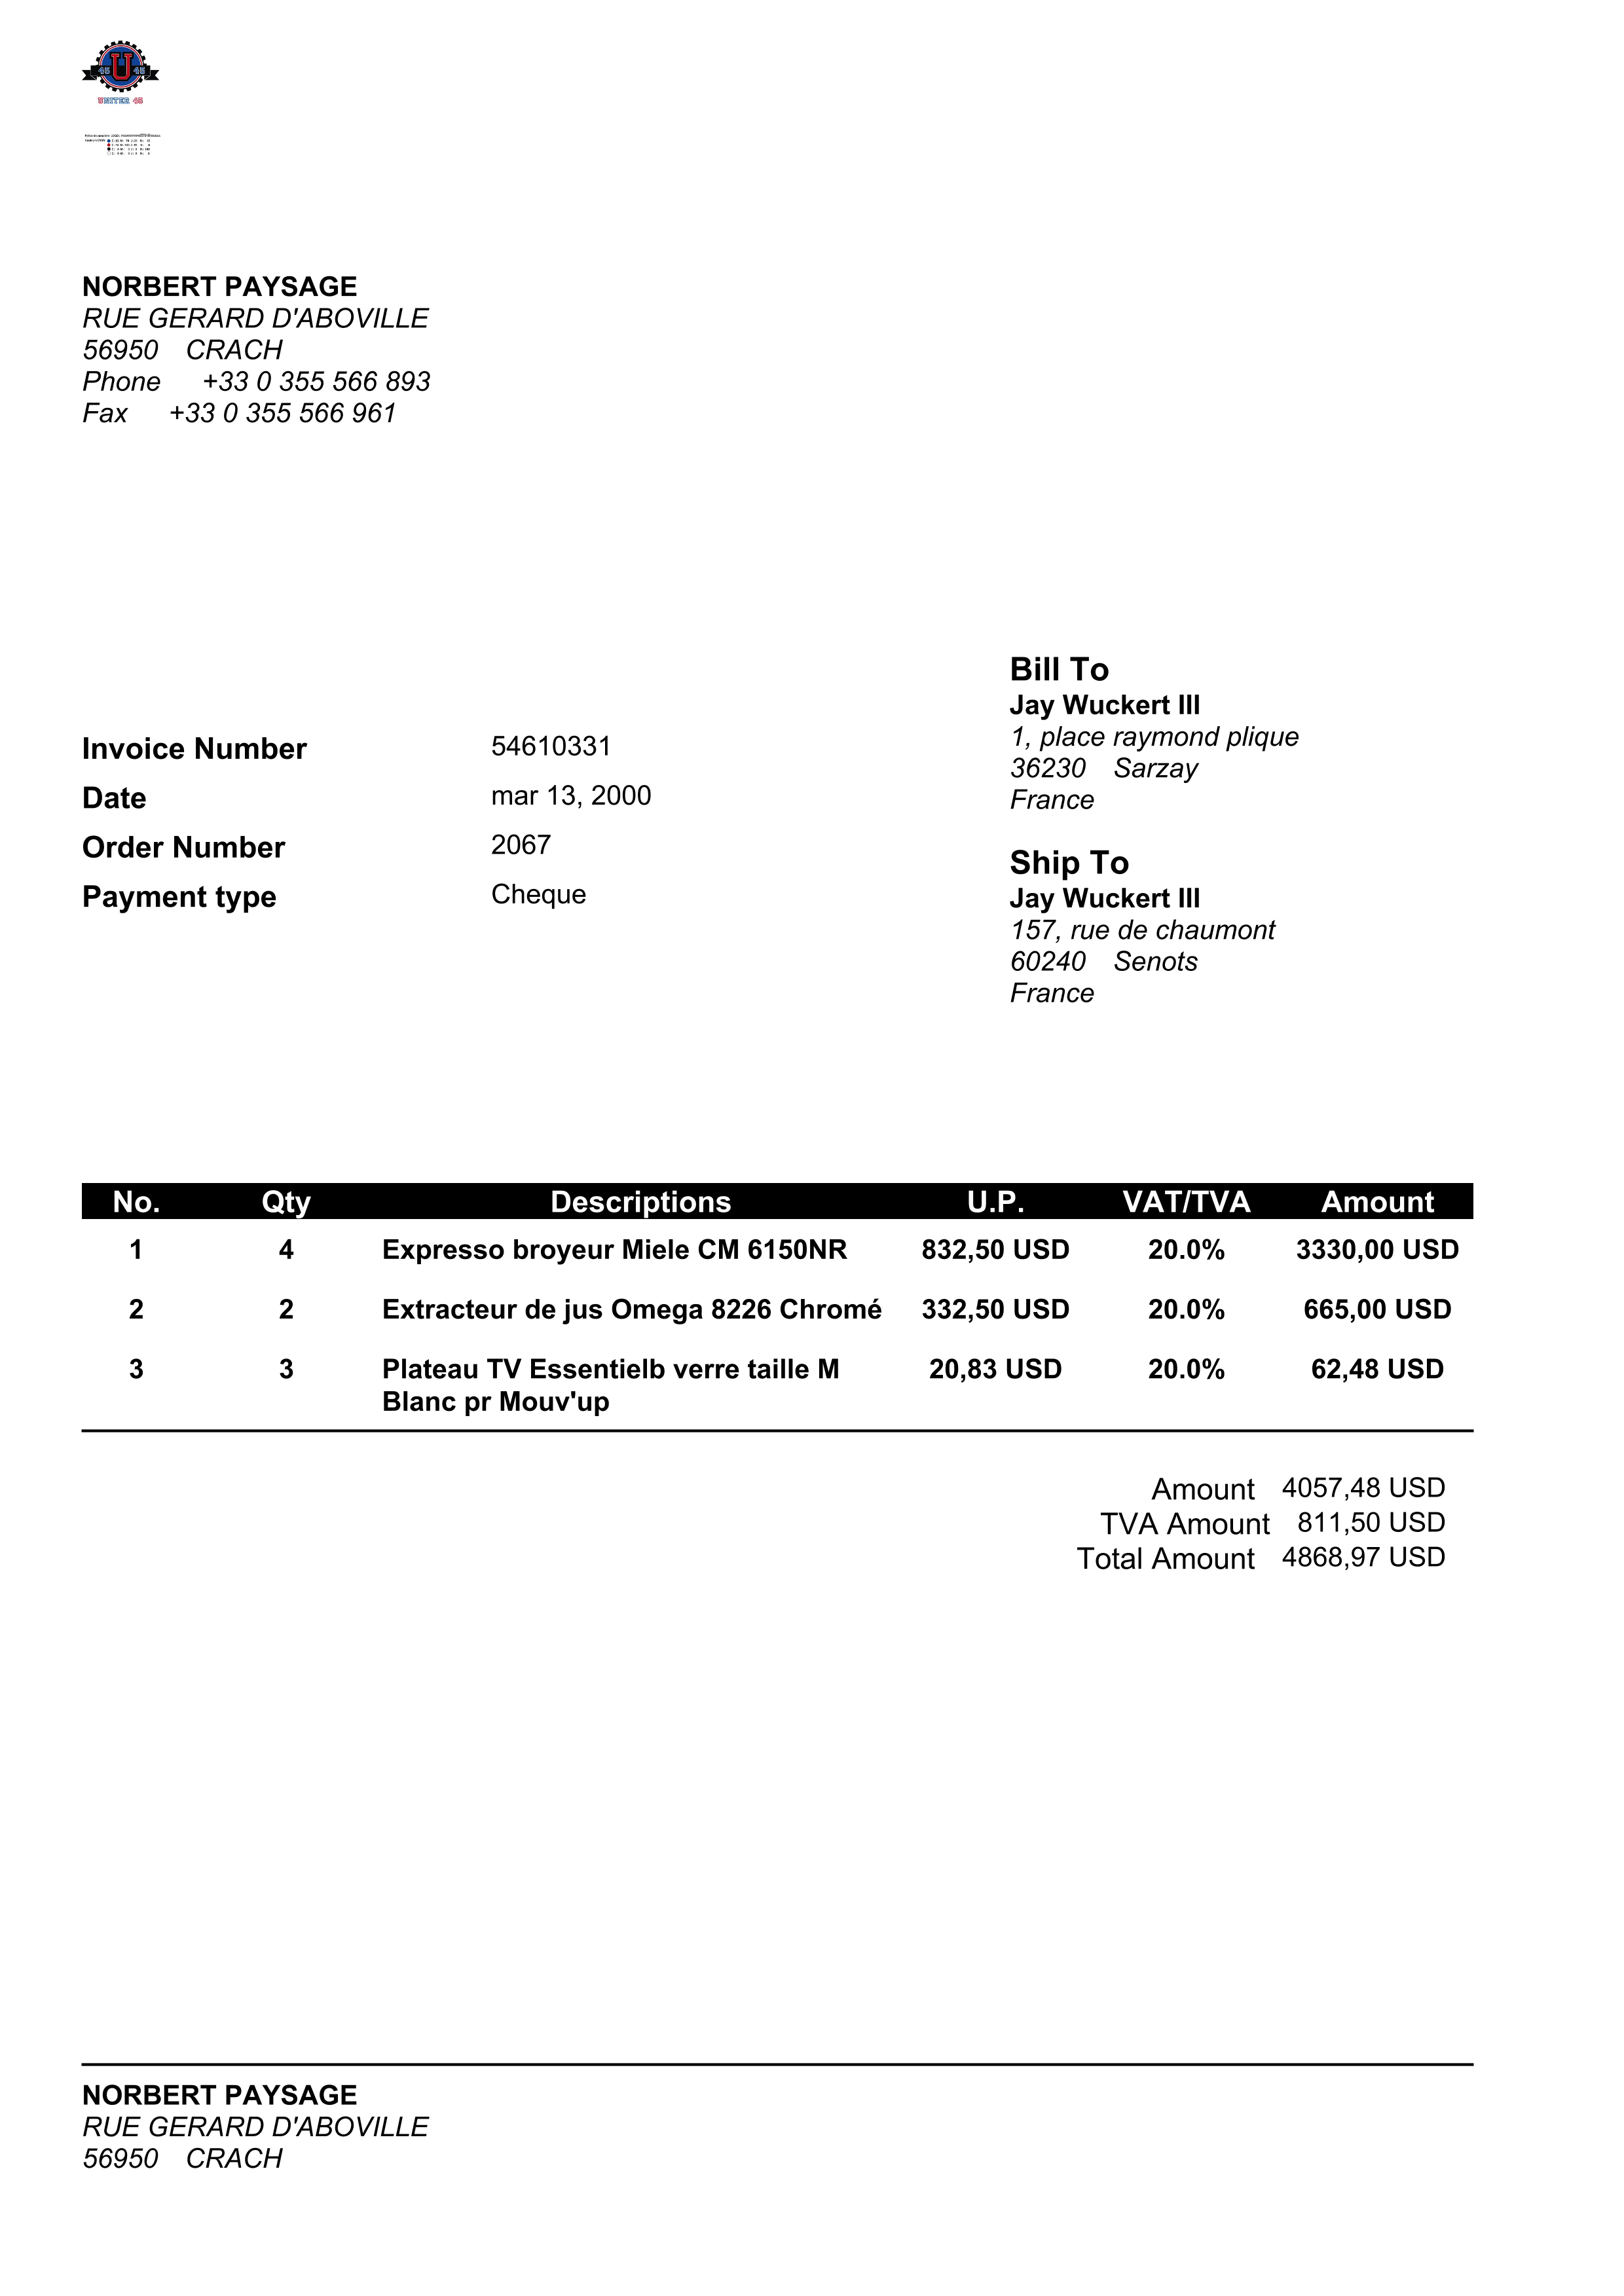 45 U 45
UNITER 45
NORBERT PAYSAGE
RUE GERARD D'ABOVILLE
56950 CRACH
Phone +33 0 355 566 893
Fax +33 0 355 566 961
Bill To
Jay Wuckert III
1, place raymond plique
36230 Sarzay
France
Invoice Number 54610331
Date mar 13, 2000
Order Number 2067
Payment type Cheque
Ship To
Jay Wuckert III
157, rue de chaumont
60240 Senots
France
No. Qty Descriptions U.P. VAT/TVA Amount
1 4 Expresso broyeur Miele CM 6150NR 832,50 USD 20.0% 3330,00 USD
2 2 Extracteur de jus Omega 8226 Chromé 332,50 USD 20.0% 665,00 USD
3 3 Plateau TV Essentielb verre taille M 20,83 USD 20.0% 62,48 USD
Blanc pr Mouv'up
Amount 4057,48 USD
TVA Amount 811,50 USD
Total Amount 4868,97 USD
NORBERT PAYSAGE
RUE GERARD D'ABOVILLE
56950 CRACH